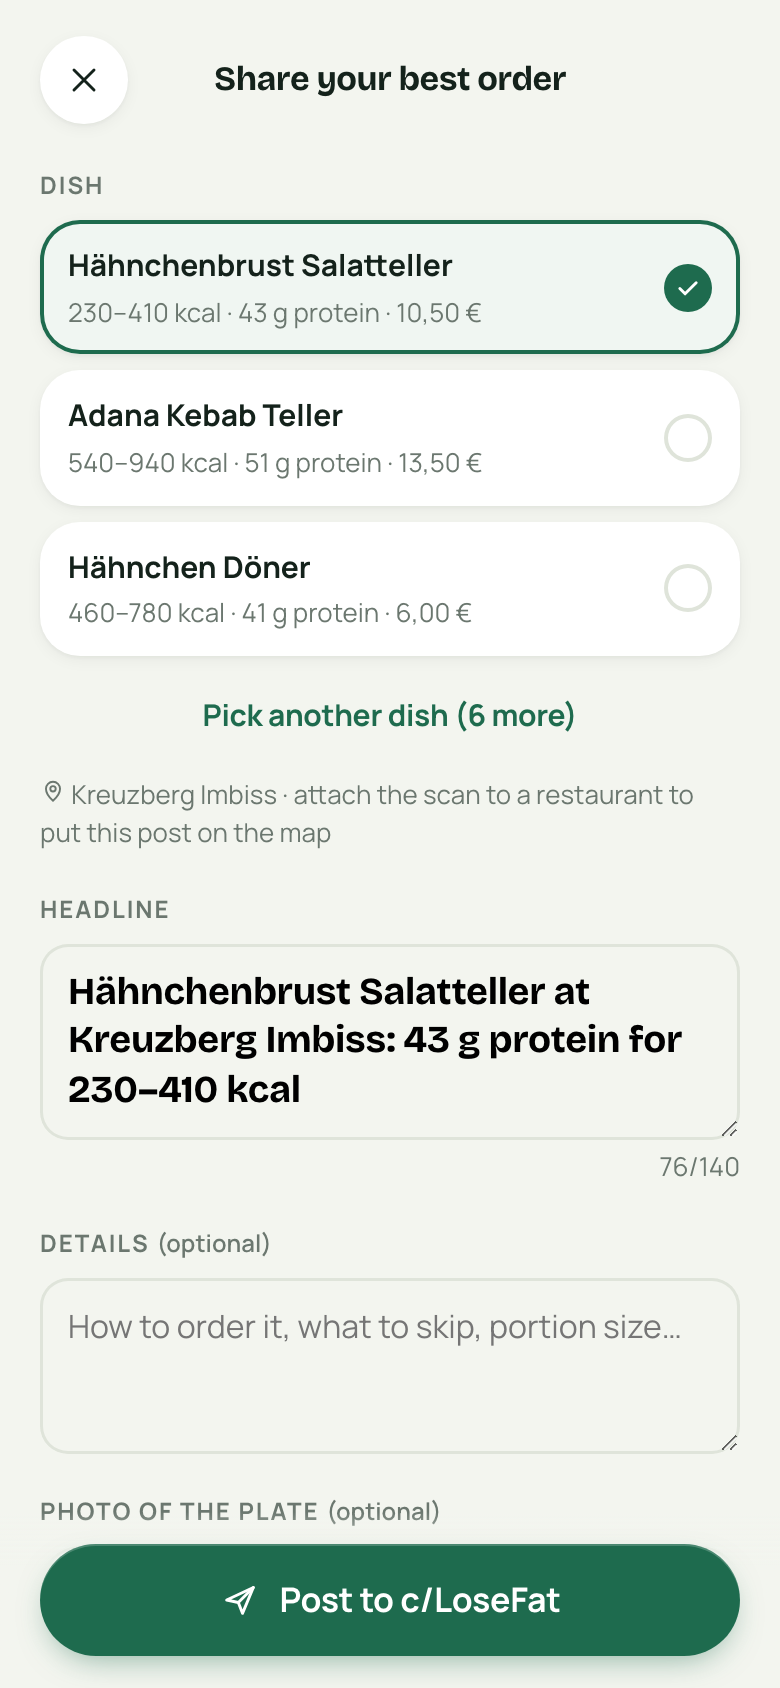 Share your best order
DISH
Hähnchenbrust Salatteller
230–410 kcal · 43 g protein · 10,50 €
Adana Kebab Teller
540–940 kcal · 51 g protein · 13,50 €
Hähnchen Döner
460–780 kcal · 41 g protein · 6,00 €
Pick another dish (6 more)
Kreuzberg Imbiss · attach the scan to a restaurant to
put this post on the map
HEADLINE
Hähnchenbrust Salatteller at
Kreuzberg Imbiss: 43 g protein for
230–410 kcal
76/140
DETAILS (optional)
How to order it, what to skip, portion size…
PHOTO OF THE PLATE (optional)
Post to c/LoseFat